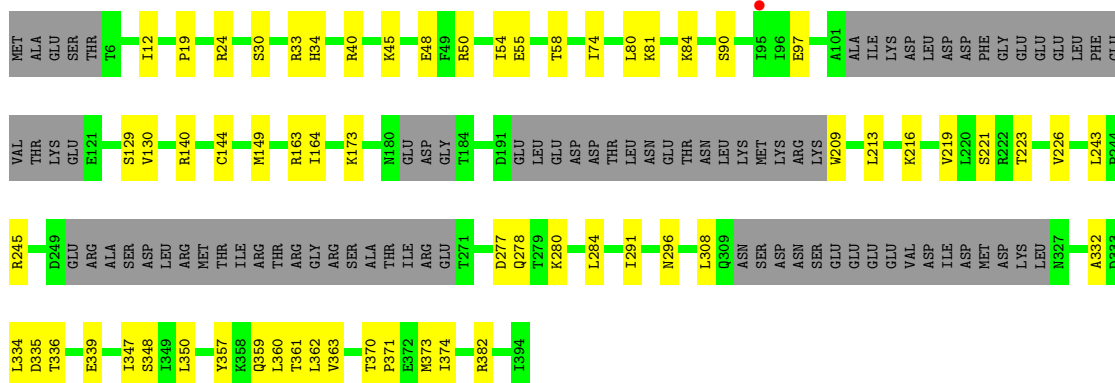 MET ALA GLU SER THR T6 I12 P19 R24 S30 R33 H34 R40 K45 E48 F49 R50 I54 E55 T58 I74 L80 K81 K84 S90 I95 I96 E97 A101 ALA ILE LYS ASP LEU ASP ASP PHE GLY GLU GLU GLU LEU PHE
VAL THR LYS GLU E121 S129 V130 R140 C144 M149 R163 I164 K173 N180 GLU ASP GLY T184 D191 GLU LEU GLU ASP ASP THR LEU ASN GLU THR ASN LEU LYS MET LYS ARG LYS W209 L213 K216 V219 L220 S221 R222 T223 V226 L243
R245 D249 GLU ARG ALA SER ASP LEU ARG MET THR ILE ARG THR ARG GLY ARG SER ALA THR ILE ARG GLU T271 D277 Q278 T279 K280 L284 I291 N296 L308 Q309 ASN SER ASP ASN SER GLU GLU GLU GLU VAL ASP ILE ASP MET ASP LYS LEU N327 A332 D333
L334 D335 T336 E339 I347 S348 I349 L350 Y357 K358 Q359 L360 T361 L362 V363 T370 P371 E372 M373 I374 R382 I394